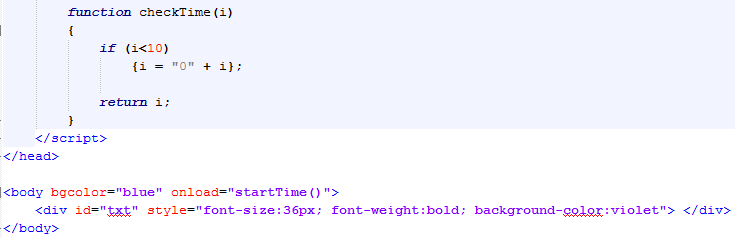 function checkTime(i)
{
if (i<10)
{i = "0" + i};
return i;
}
</script>
</head>
<body bgcolor="blue" onload="startTime()">
<div id="txt" style="font-size:36px; font-weight:bold; background-color:violet"> </div>
</body>